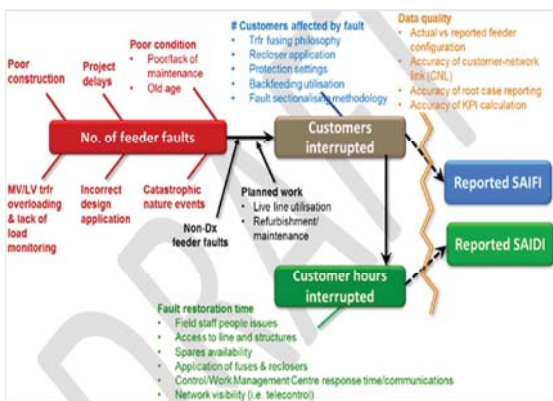 Poor construction
Project delays
Poor condition
• Poor/lack of maintenance
• Old age
# Customers affected by fault
• Trfr fusing philosophy
• Recloser application
• Protection settings
• Backfeeding utilisation
• Fault sectionalising methodology
Data quality
• Actual vs reported feeder configuration
• Accuracy of customer-network link (CNL)
• Accuracy of root case reporting
• Accuracy of KPI calculation
No. of feeder faults
Customers interrupted
Reported SAIFI
MV/LV trfr overloading & lack of load monitoring
Incorrect design application
Catastrophic nature events
Non-Dx feeder faults
Planned work
• Live line utilisation
• Refurbishment/ maintenance
Reported SAIDI
Customer hours interrupted
Fault restoration time
• Field staff people issues
• Access to line and structures
• Spares availability
• Application of fuses & reclosers
• Control/Work Management Centre response time/communications
• Network visibility (i.e. telecontrol)
DRAFT